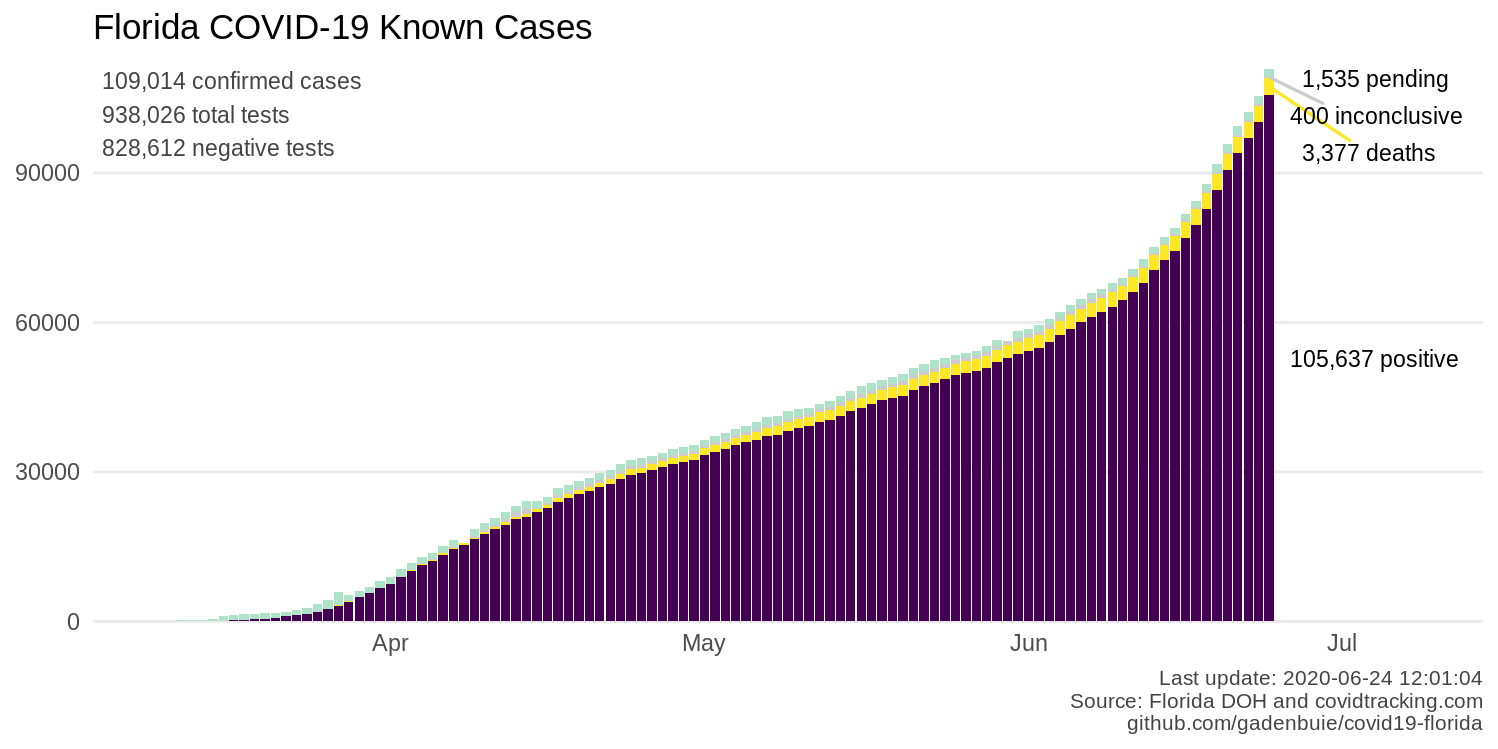 Florida COVID-19 Known Cases
109,014 confirmed cases
938,026 total tests
828,612 negative tests
1,535 pending
400 inconclusive
3,377 deaths
105,637 positive
90000
60000
30000
0
Apr May Jun Jul
Last update: 2020-06-24 12:01:04
Source: Florida DOH and covidtracking.com
github.com/gadenbuie/covid19-florida